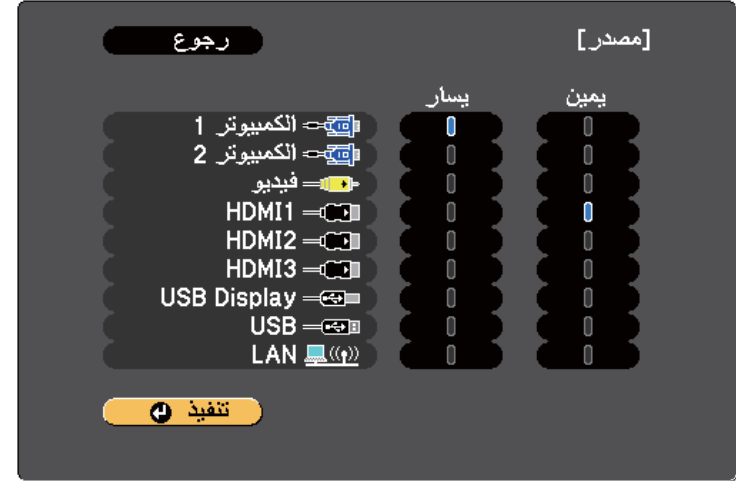 [مصدر]
رجوع
يمين
يسار
الكمبيوتر 1
الكمبيوتر 2
فيديو
HDMI1
HDMI2
HDMI3
USB Display
USB
LAN
تنفيذ